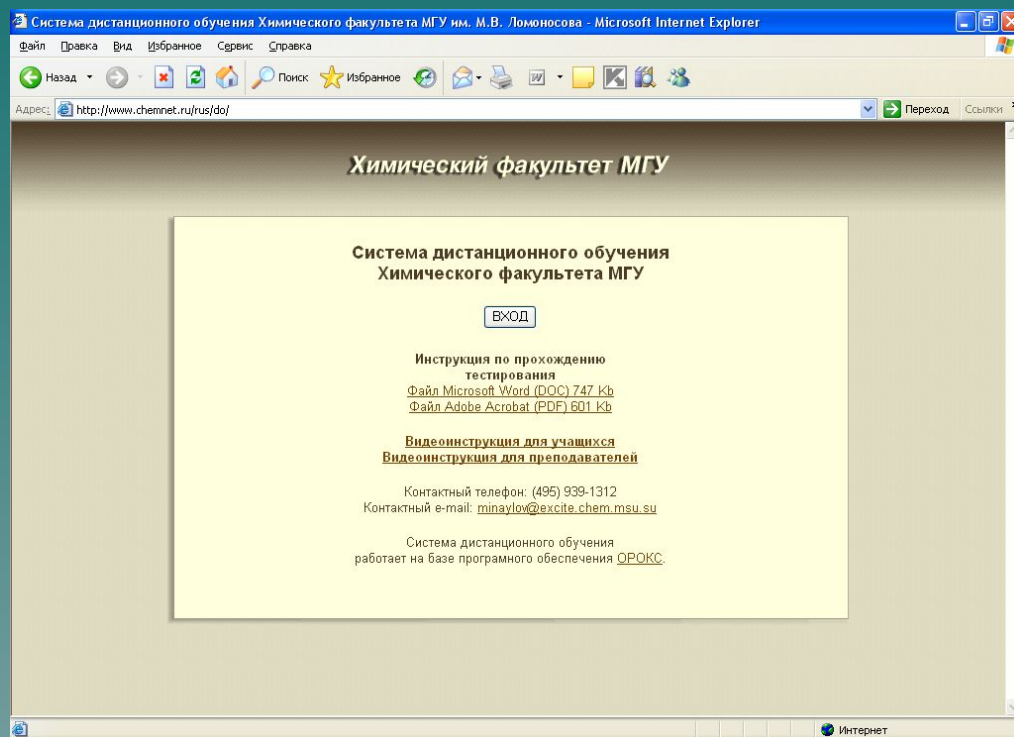 Система дистанционного обучения Химического факультета МГУ им. М.В. Ломоносова - Microsoft Internet Explorer
Файл Правка Вид Избранное Сервис Справка
Назад Поиск Избранное
Адрес: http://www.chemnet.ru/rus/do/ Переход Ссылки
Химический факультет МГУ
Система дистанционного обучения
Химического факультета МГУ
ВХОД
Инструкция по прохождению
тестирования
Файл Microsoft Word (DOC) 747 Kb
Файл Adobe Acrobat (PDF) 601 Kb
Видеоинструкция для учащихся
Видеоинструкция для преподавателей
Контактный телефон: (495) 939-1312
Контактный e-mail: minaylov@excite.chem.msu.su
Система дистанционного обучения
работает на базе програмного обеспечения ОРОКС.
Интернет